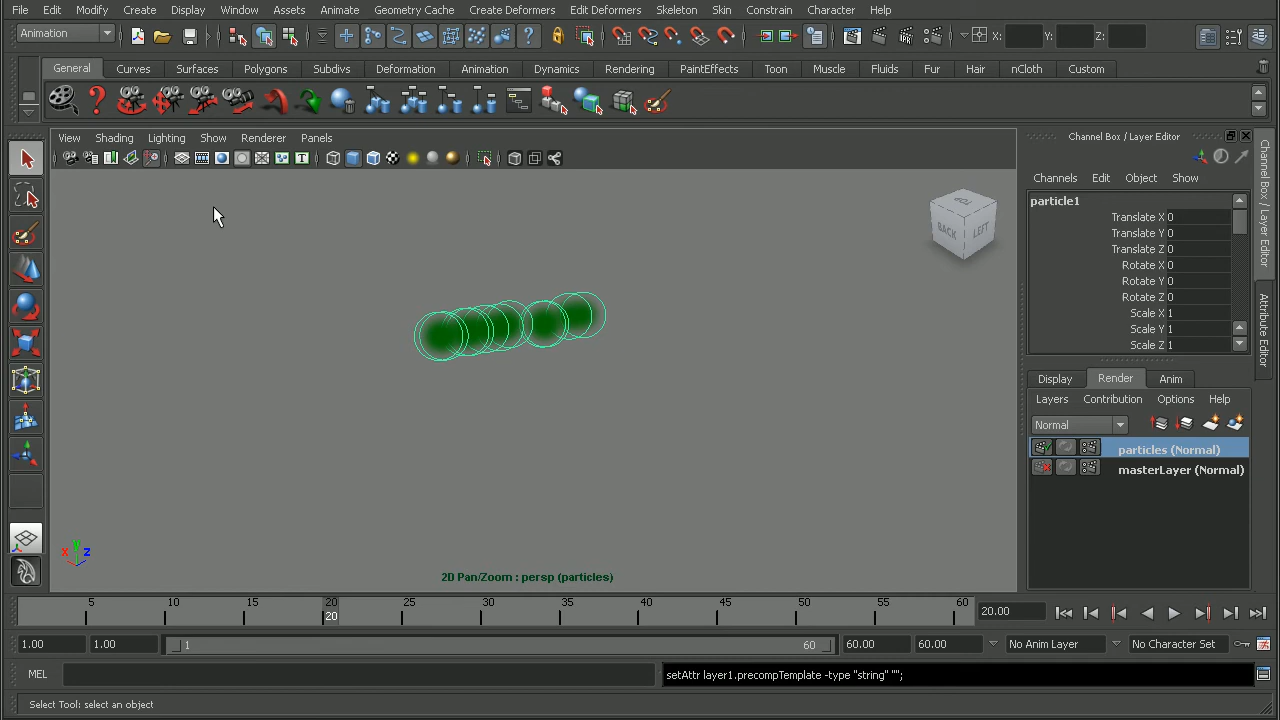 File Edit Modify Create Display Window Assets Animate Geometry Cache Create Deformers Edit Deformers Skeleton Skin Constrain Character Help
Animation X: Y: Z:
General Curves Surfaces Polygons Subdivs Deformation Animation Dynamics Rendering PaintEffects Toon Muscle Fluids Fur Hair nCloth Custom
View Shading Lighting Show Renderer Panels
Channel Box / Layer Editor
Channels Edit Object Show
particle1
Translate X 0
Translate Y 0
Translate Z 0
Rotate X 0
Rotate Y 0
Rotate Z 0
Scale X 1
Scale Y 1
Scale Z 1
Channel Box / Layer Editor
Attribute Editor
TOP
BACK
LEFT
Display Render Anim
Layers Contribution Options Help
Normal
particles (Normal)
masterLayer (Normal)
Y
X Z
2D Pan/Zoom : persp (particles)
5 10 15 20 25 30 35 40 45 50 55 60
20
20.00
1.00 1.00 1 60 60.00 60.00 No Anim Layer No Character Set
MEL setAttr layer1.precompTemplate -type "string" "";
Select Tool: select an object